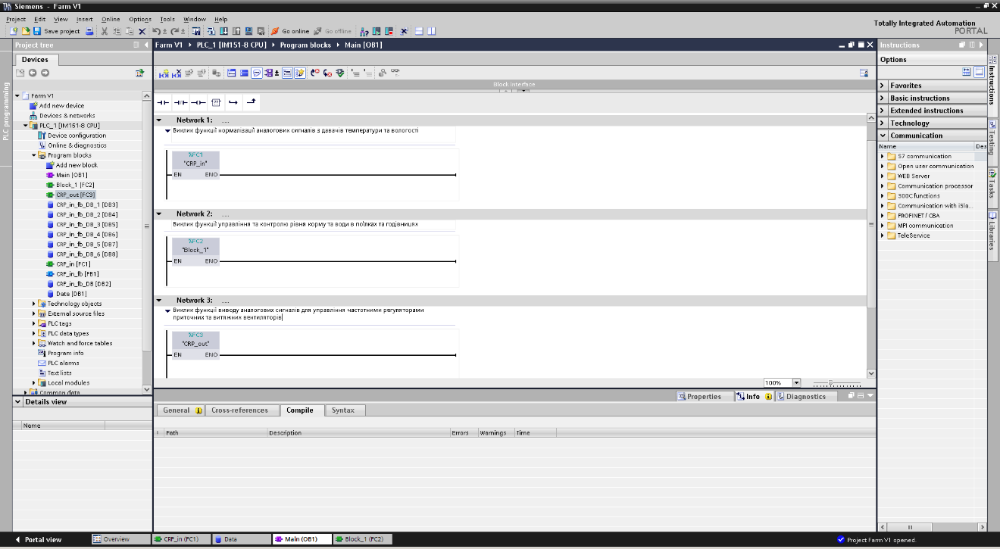 Siemens - Farm V1
Project Edit View Insert Online Options Tools Window Help
Save project
Go online
Go offline
Totally Integrated Automation
PORTAL
Project tree
Devices
PLC programming
Farm V1
Add new device
Devices & networks
PLC_1 [IM151-8 CPU]
Device configuration
Online & diagnostics
Program blocks
Add new block
Main [OB1]
Block_1 [FC2]
CRP_out [FC3]
CRP_in_fb_DB_1 [DB3]
CRP_in_fb_DB_2 [DB4]
CRP_in_fb_DB_3 [DB5]
CRP_in_fb_DB_4 [DB6]
CRP_in_fb_DB_5 [DB7]
CRP_in_fb_DB_6 [DB8]
CRP_in [FC1]
CRP_in_fb [FB1]
CRP_in_fb_DB [DB2]
Data [DB1]
Technology objects
External source files
PLC tags
PLC data types
Watch and force tables
Program info
PLC alarms
Text lists
Local modules
Common data
Details view
Name
Farm V1 PLC_1 [IM151-8 CPU] Program blocks Main [OB1]
Block interface
Network 1: .....
Виклик функції нормалізації аналогових сигналів з давачів температури та вологості
%FC1
"CRP_in"
EN ENO
Network 2: .....
Виклик функції управління та контролю рівня корму та води в поїлках та годівницях
%FC2
"Block_1"
EN ENO
Network 3: .....
Виклик функції виводу аналогових сигналів для управління частотними регуляторами
приточних та витяжних вентиляторів
%FC3
"CRP_out"
EN ENO
100%
Properties
Info
Diagnostics
General
Cross-references
Compile
Syntax
! Path Description Errors Warnings Time
Instructions
Options
Favorites
Basic instructions
Extended instructions
Technology
Communication
Name Des
S7 communication
Open user communication
WEB Server
Communication processor
300C functions
Communication with iSla...
PROFINET / CBA
MPI communication
TeleService
Instructions
Testing
Tasks
Libraries
Portal view
Overview
CRP_in (FC1)
Data
Main (OB1)
Block_1 (FC2)
Project Farm V1 opened.